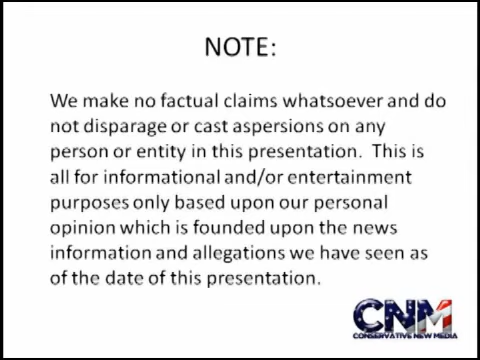 NOTE:
We make no factual claims whatsoever and do
not disparage or cast aspersions on any
person or entity in this presentation.  This is
all for informational and/or entertainment
purposes only based upon our personal
opinion which is founded upon the news
information and allegations we have seen as
of the date of this presentation.
CNM
CONSERVATIVE NEW MEDIA